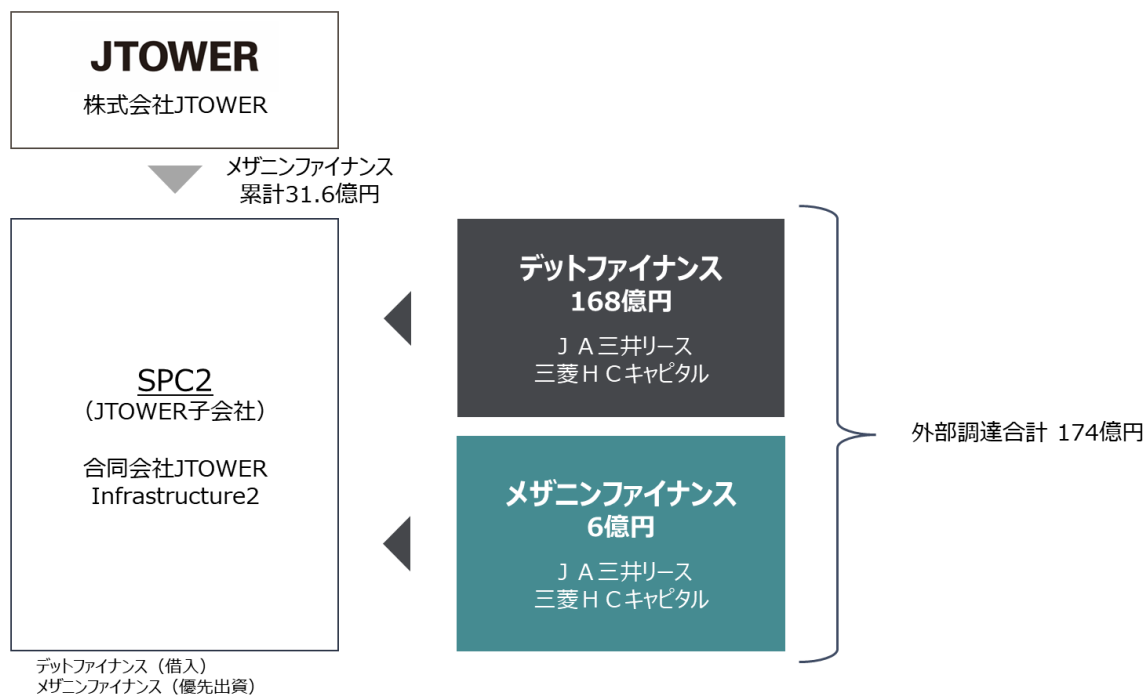 JTOWER
株式会社JTOWER
メザニンファイナンス
累計31.6億円
SPC2
（JTOWER子会社）
合同会社JTOWER
Infrastructure2
デットファイナンス
168億円
ＪＡ三井リース
三菱ＨＣキャピタル
メザニンファイナンス
6億円
ＪＡ三井リース
三菱ＨＣキャピタル
外部調達合計 174億円
デットファイナンス（借入）
メザニンファイナンス（優先出資）